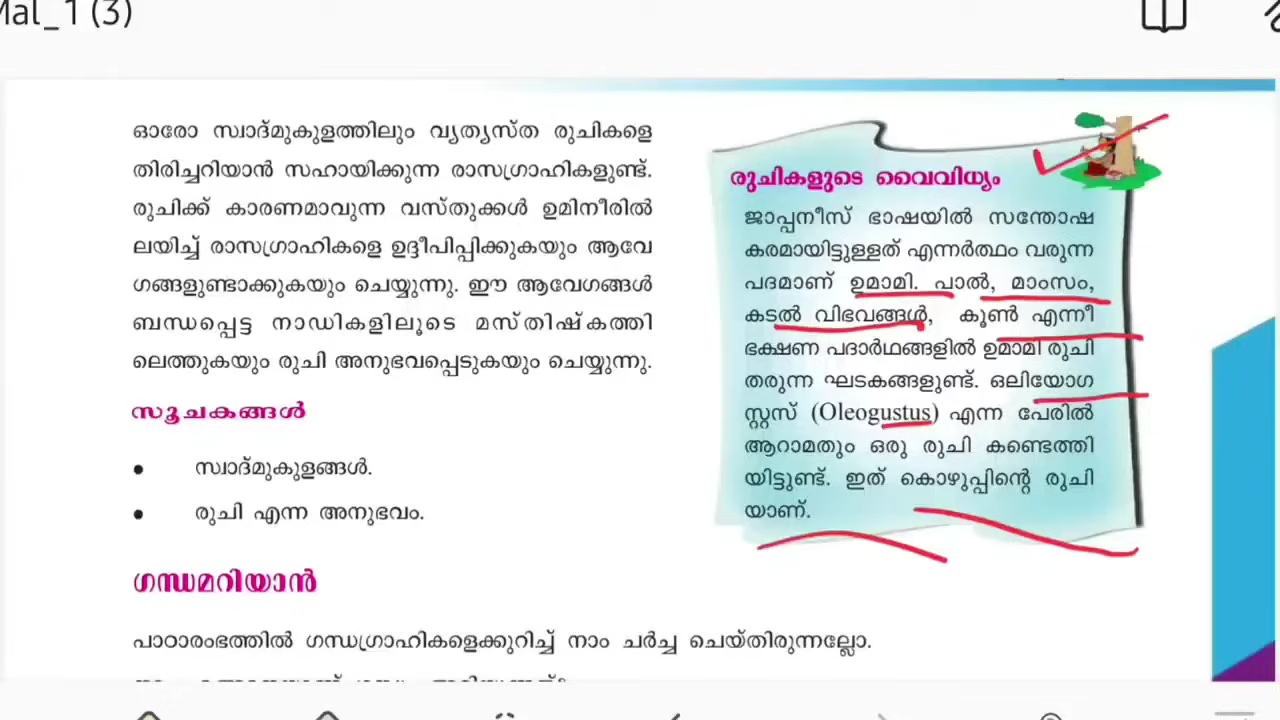 Mal_1 (3)
ഓരോ സ്വാദ്മുകുളത്തിലും വ്യത്യസ്ത രുചികളെ
തിരിച്ചറിയാൻ സഹായിക്കുന്ന രാസഗ്രാഹികളുണ്ട്.
രുചിക്ക് കാരണമാവുന്ന വസ്തുക്കൾ ഉമിനീരിൽ
ലയിച്ച് രാസഗ്രാഹികളെ ഉദ്ദീപിപ്പിക്കുകയും ആവേ
ഗങ്ങളുണ്ടാക്കുകയും ചെയ്യുന്നു. ഈ ആവേഗങ്ങൾ
ബന്ധപ്പെട്ട നാഡികളിലൂടെ മസ്തിഷ്കത്തി
ലെത്തുകയും രുചി അനുഭവപ്പെടുകയും ചെയ്യുന്നു.
സൂചകങ്ങൾ
• സ്വാദ്മുകുളങ്ങൾ.
• രുചി എന്ന അനുഭവം.
രുചികളുടെ വൈവിധ്യം
ജാപ്പനീസ് ഭാഷയിൽ സന്തോഷ
കരമായിട്ടുള്ളത് എന്നർത്ഥം വരുന്ന
പദമാണ് ഉമാമി. പാൽ, മാംസം,
കടൽ വിഭവങ്ങൾ, കൂൺ എന്നീ
ഭക്ഷണ പദാർഥങ്ങളിൽ ഉമാമി രുചി
തരുന്ന ഘടകങ്ങളുണ്ട്. ഒലിയോഗ
സ്റ്റസ് (Oleogustus) എന്ന പേരിൽ
ആറാമതും ഒരു രുചി കണ്ടെത്തി
യിട്ടുണ്ട്. ഇത് കൊഴുപ്പിന്റെ രുചി
യാണ്.
ഗന്ധമറിയാൻ
പാഠാരംഭത്തിൽ ഗന്ധഗ്രാഹികളെക്കുറിച്ച് നാം ചർച്ച ചെയ്തിരുന്നല്ലോ.